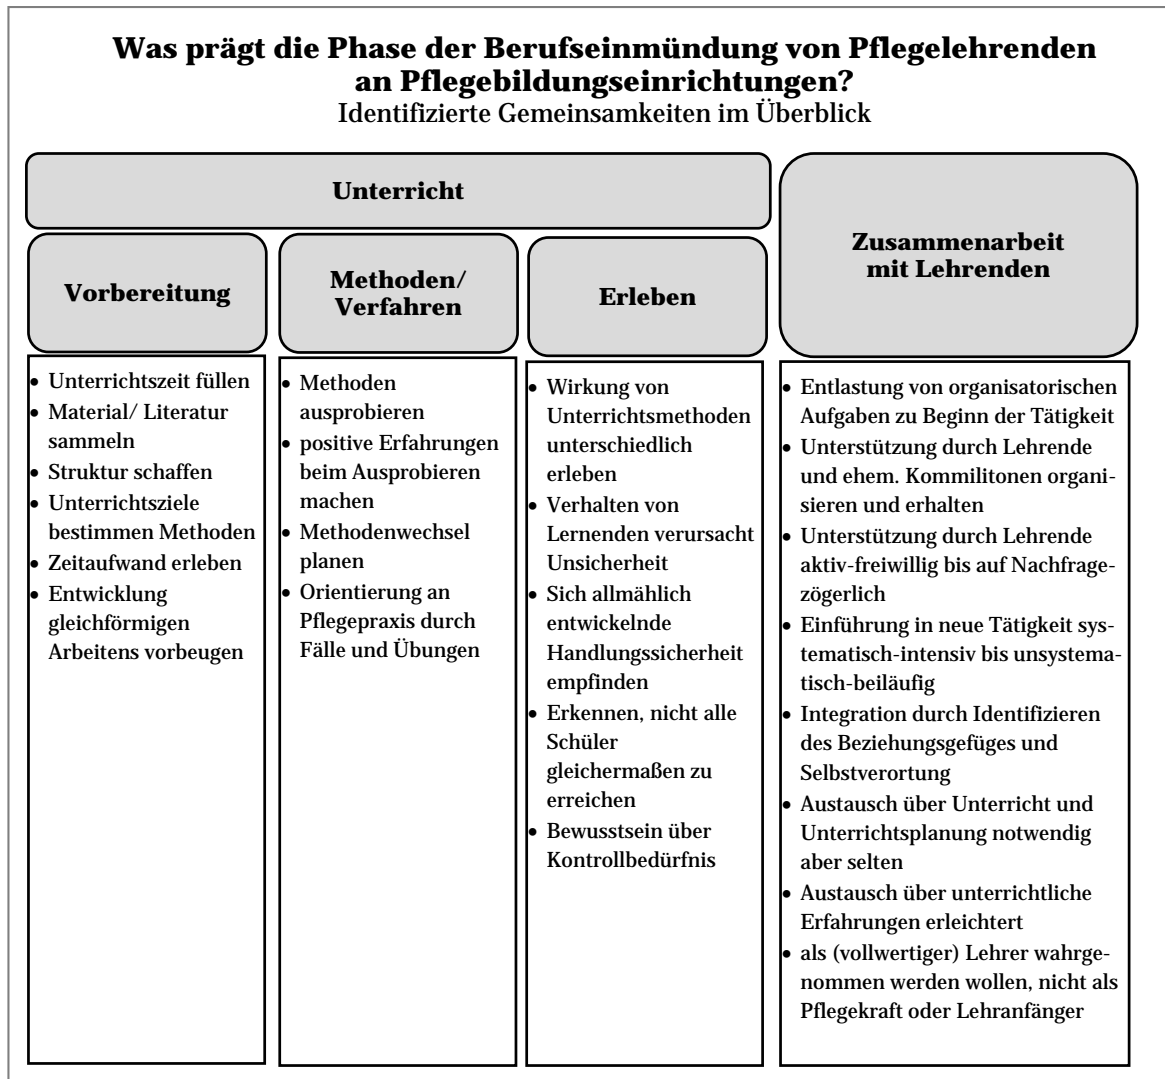 Was prägt die Phase der Berufseinmündung von Pflegelehrenden
an Pflegebildungseinrichtungen?
Identifizierte Gemeinsamkeiten im Überblick
Unterricht
Vorbereitung
• Unterrichtszeit füllen
• Material/ Literatur
sammeln
• Struktur schaffen
• Unterrichtsziele
bestimmen Methoden
• Zeitaufwand erleben
• Entwicklung
gleichförmigen
Arbeitens vorbeugen
Methoden/
Verfahren
• Methoden
ausprobieren
• positive Erfahrungen
beim Ausprobieren
machen
• Methodenwechsel
planen
• Orientierung an
Pflegepraxis durch
Fälle und Übungen
Erleben
• Wirkung von
Unterrichtsmethoden
unterschiedlich
erleben
• Verhalten von
Lernenden verursacht
Unsicherheit
• Sich allmählich
entwickelnde
Handlungssicherheit
empfinden
• Erkennen, nicht alle
Schüler
gleichermaßen zu
erreichen
• Bewusstsein über
Kontrollbedürfnis
Zusammenarbeit
mit Lehrenden
• Entlastung von organisatorischen
Aufgaben zu Beginn der Tätigkeit
• Unterstützung durch Lehrende
und ehem. Kommilitonen organi-
sieren und erhalten
• Unterstützung durch Lehrende
aktiv-freiwillig bis auf Nachfrage-
zögerlich
• Einführung in neue Tätigkeit sys-
tematisch-intensiv bis unsystema-
tisch-beiläufig
• Integration durch Identifizieren
des Beziehungsgefüges und
Selbstverortung
• Austausch über Unterricht und
Unterrichtsplanung notwendig
aber selten
• Austausch über unterrichtliche
Erfahrungen erleichtert
• als (vollwertiger) Lehrer wahrge-
nommen werden wollen, nicht als
Pflegekraft oder Lehranfänger